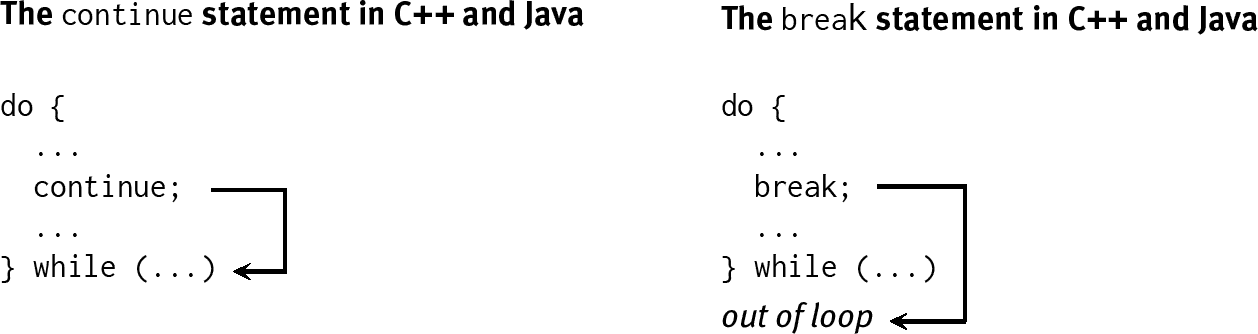 The continue statement in C++ and Java
do {
  ...
  continue;
  ...
} while (...)
The break statement in C++ and Java
do {
  ...
  break;
  ...
} while (...)
out of loop